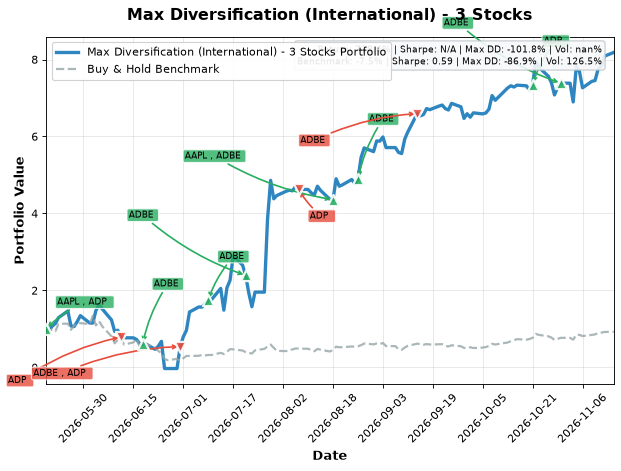 Max Diversification (International) - 3 Stocks
ADBE
ADBE
Max Diversification (International) - 3 Stocks Portfolio
Buy & Hold Benchmark
| Sharpe: N/A | Max DD: -101.8% | Vol: nan%
Benchmark: -7.5% | Sharpe: 0.59 | Max DD: -86.9% | Vol: 126.5%
ADBE
ADBE
AAPL , ADBE
ADBE
ADP
ADBE
ADBE
AAPL , ADP
ADBE , ADP
ADP
Portfolio Value
8
6
4
2
0
2026-05-30
2026-06-15
2026-07-01
2026-07-17
2026-08-02
2026-08-18
2026-09-03
2026-09-19
2026-10-05
2026-10-21
2026-11-06
Date